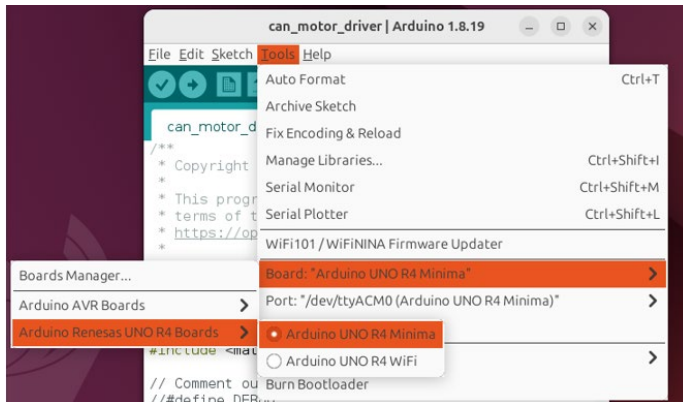 can_motor_driver | Arduino 1.8.19
File Edit Sketch Tools Help
Auto Format Ctrl+T
Archive Sketch
can_motor_d
Fix Encoding & Reload
/**
* Copyright
Manage Libraries... Ctrl+Shift+I
*
Serial Monitor Ctrl+Shift+M
* This progr
* terms of t
Serial Plotter Ctrl+Shift+L
* https://op
*
WiFi101 / WiFiNINA Firmware Updater
Boards Manager...
Board: "Arduino UNO R4 Minima"
Arduino AVR Boards
Port: "/dev/ttyACM0 (Arduino UNO R4 Minima)"
Arduino Renesas UNO R4 Boards
Arduino UNO R4 Minima
#include <mat
Arduino UNO R4 WiFi
// Comment ou
Burn Bootloader